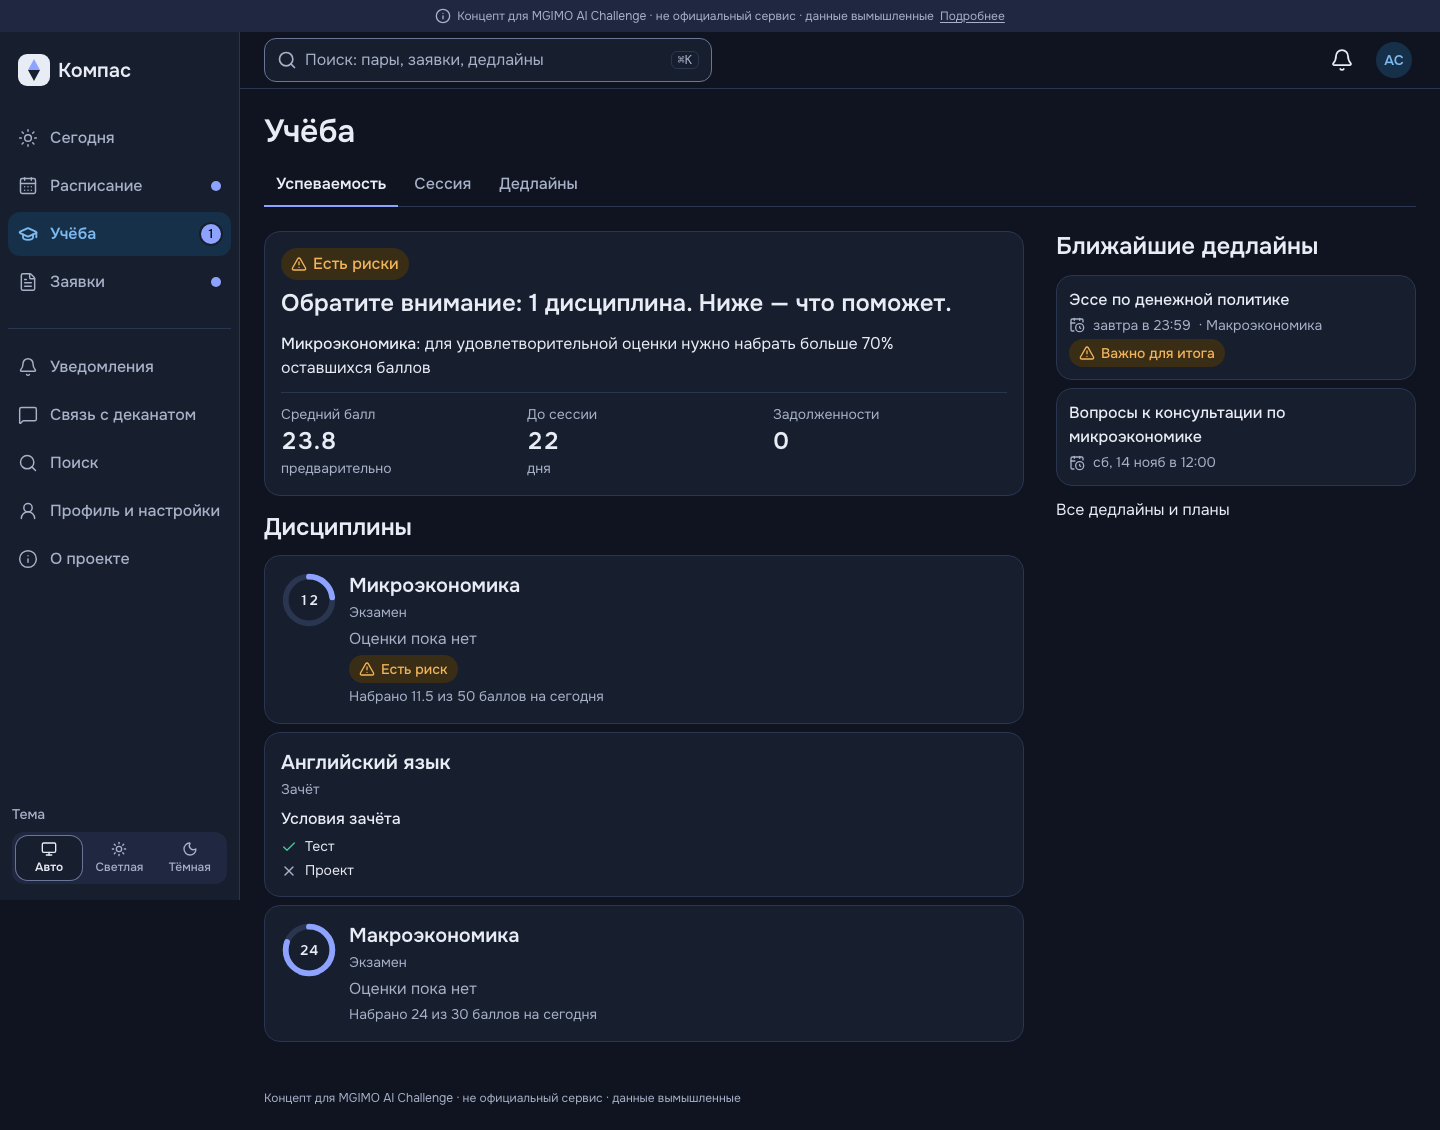 Концепт для MGIMO AI Challenge · не официальный сервис · данные вымышленные Подробнее
Компас
Поиск: пары, заявки, дедлайны
⌘K
АС
Сегодня
Расписание
Учёба
1
Заявки
Уведомления
Связь с деканатом
Поиск
Профиль и настройки
О проекте
Тема
Авто
Светлая
Тёмная
Учёба
Успеваемость
Сессия
Дедлайны
Есть риски
Обратите внимание: 1 дисциплина. Ниже — что поможет.
Микроэкономика: для удовлетворительной оценки нужно набрать больше 70%
оставшихся баллов
Средний балл
23.8
предварительно
До сессии
22
дня
Задолженности
0
Дисциплины
12
Микроэкономика
Экзамен
Оценки пока нет
Есть риск
Набрано 11.5 из 50 баллов на сегодня
Английский язык
Зачёт
Условия зачёта
Тест
Проект
24
Макроэкономика
Экзамен
Оценки пока нет
Набрано 24 из 30 баллов на сегодня
Ближайшие дедлайны
Эссе по денежной политике
завтра в 23:59 · Макроэкономика
Важно для итога
Вопросы к консультации по
микроэкономике
сб, 14 нояб в 12:00
Все дедлайны и планы
Концепт для MGIMO AI Challenge · не официальный сервис · данные вымышленные